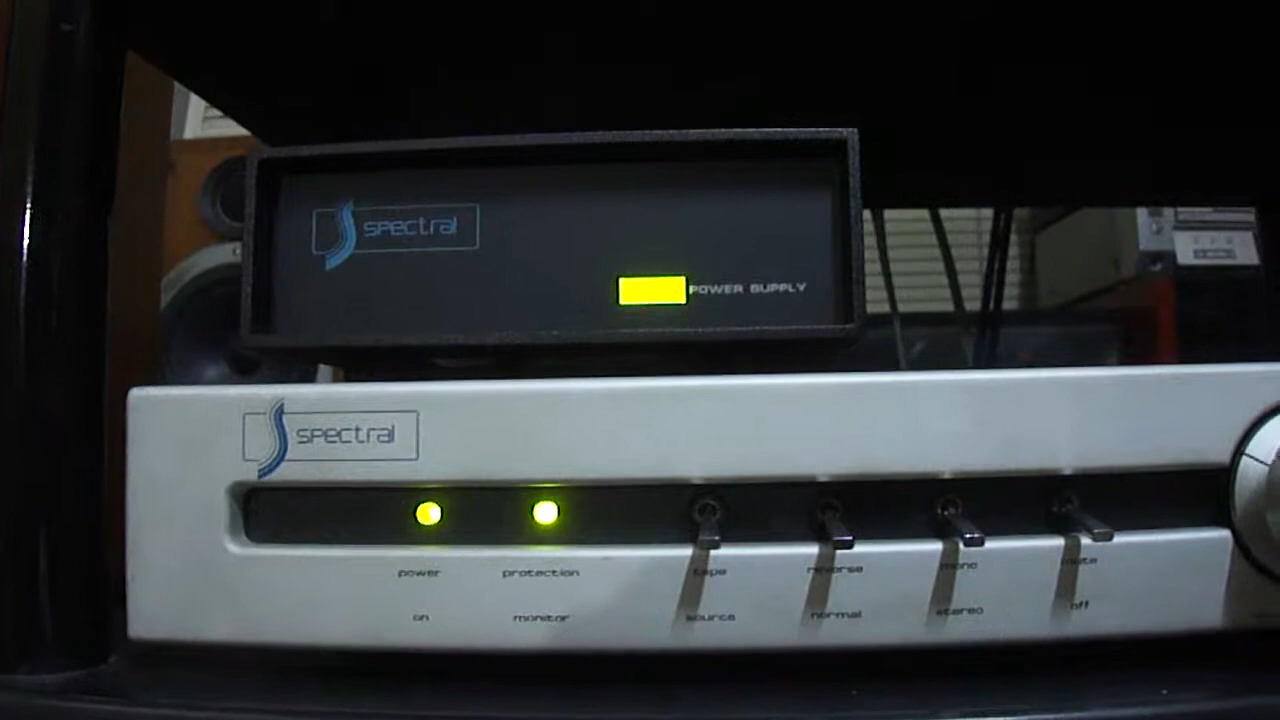 spectral
POWER SUPPLY
spectral
power protection tape reverse mono mute
on monitor source normal stereo off